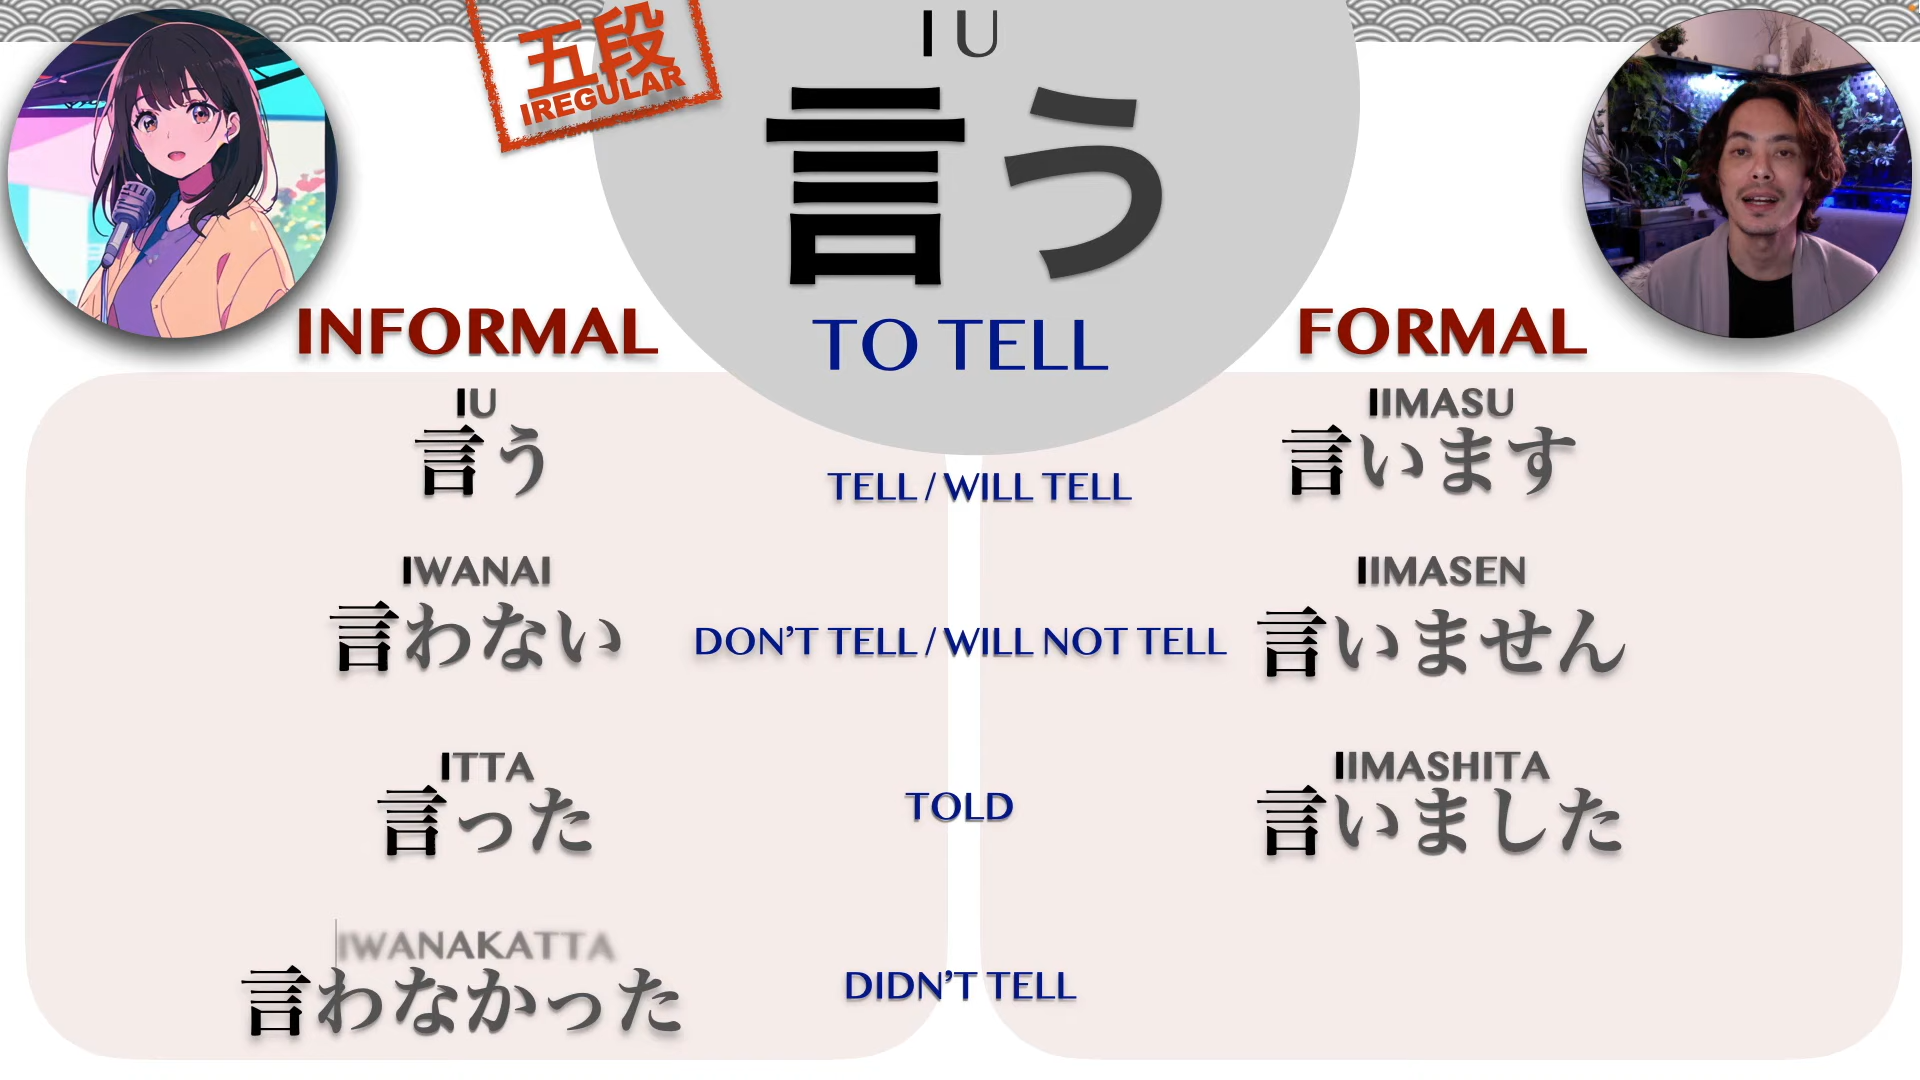 五段
IREGULAR
I U
言う
TO TELL
INFORMAL
FORMAL
IU
言う
TELL / WILL TELL
IIMASU
言います
IWANAI
言わない
DON'T TELL / WILL NOT TELL
IIMASEN
言いません
ITTA
言った
TOLD
IIMASHITA
言いました
IWANAKATTA
言わなかった
DIDN'T TELL